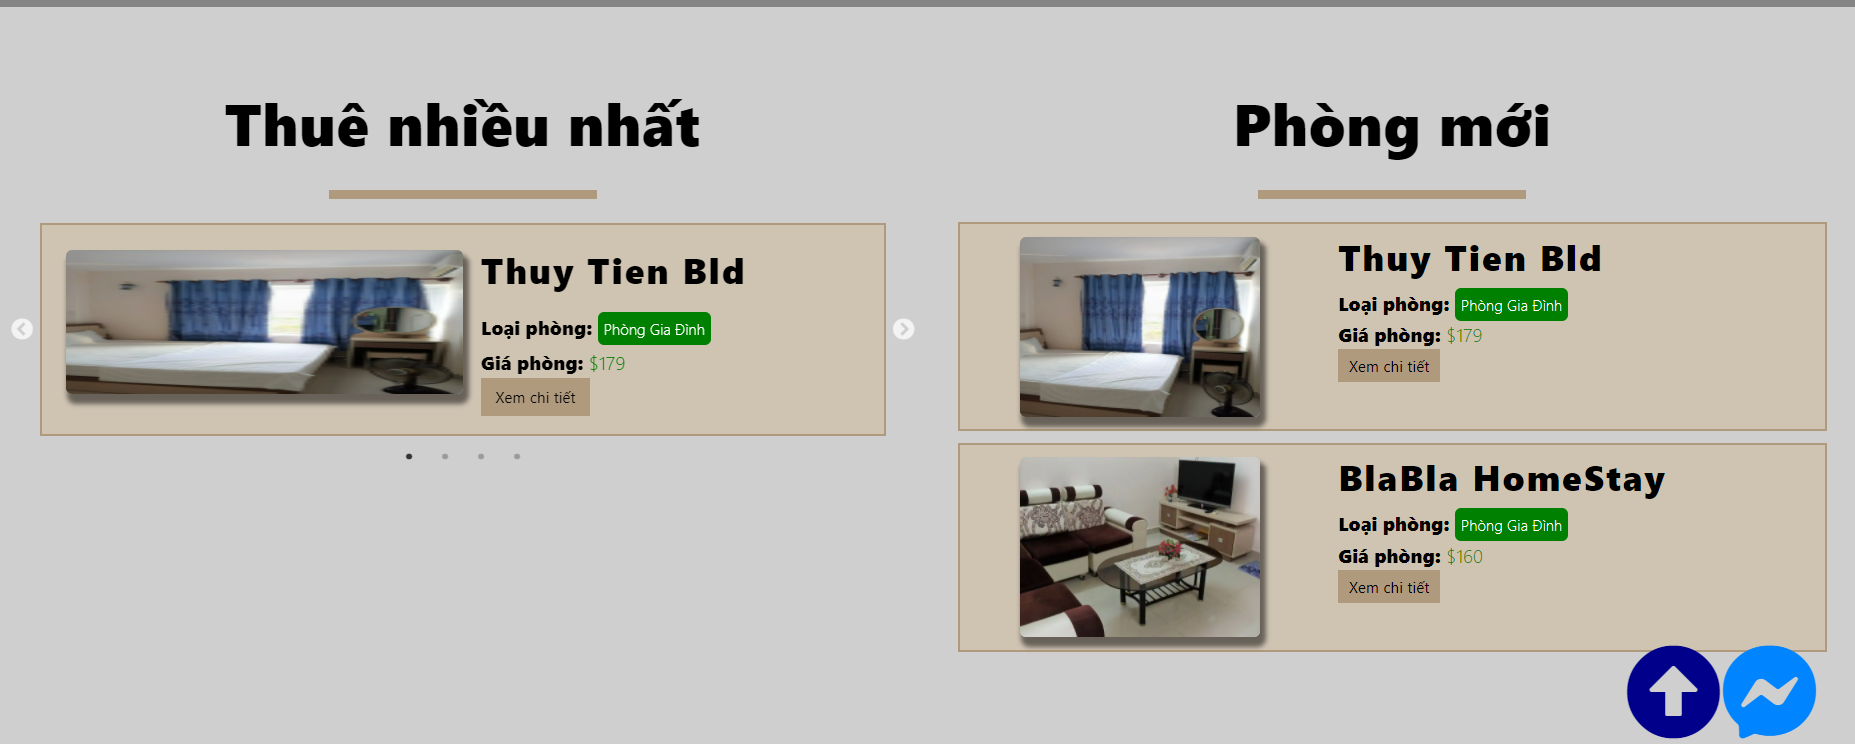 Thuê nhiều nhất
Thuy Tien Bld
Loại phòng: Phòng Gia Đình
Giá phòng: $179
Xem chi tiết
Phòng mới
Thuy Tien Bld
Loại phòng: Phòng Gia Đình
Giá phòng: $179
Xem chi tiết
BlaBla HomeStay
Loại phòng: Phòng Gia Đình
Giá phòng: $160
Xem chi tiết